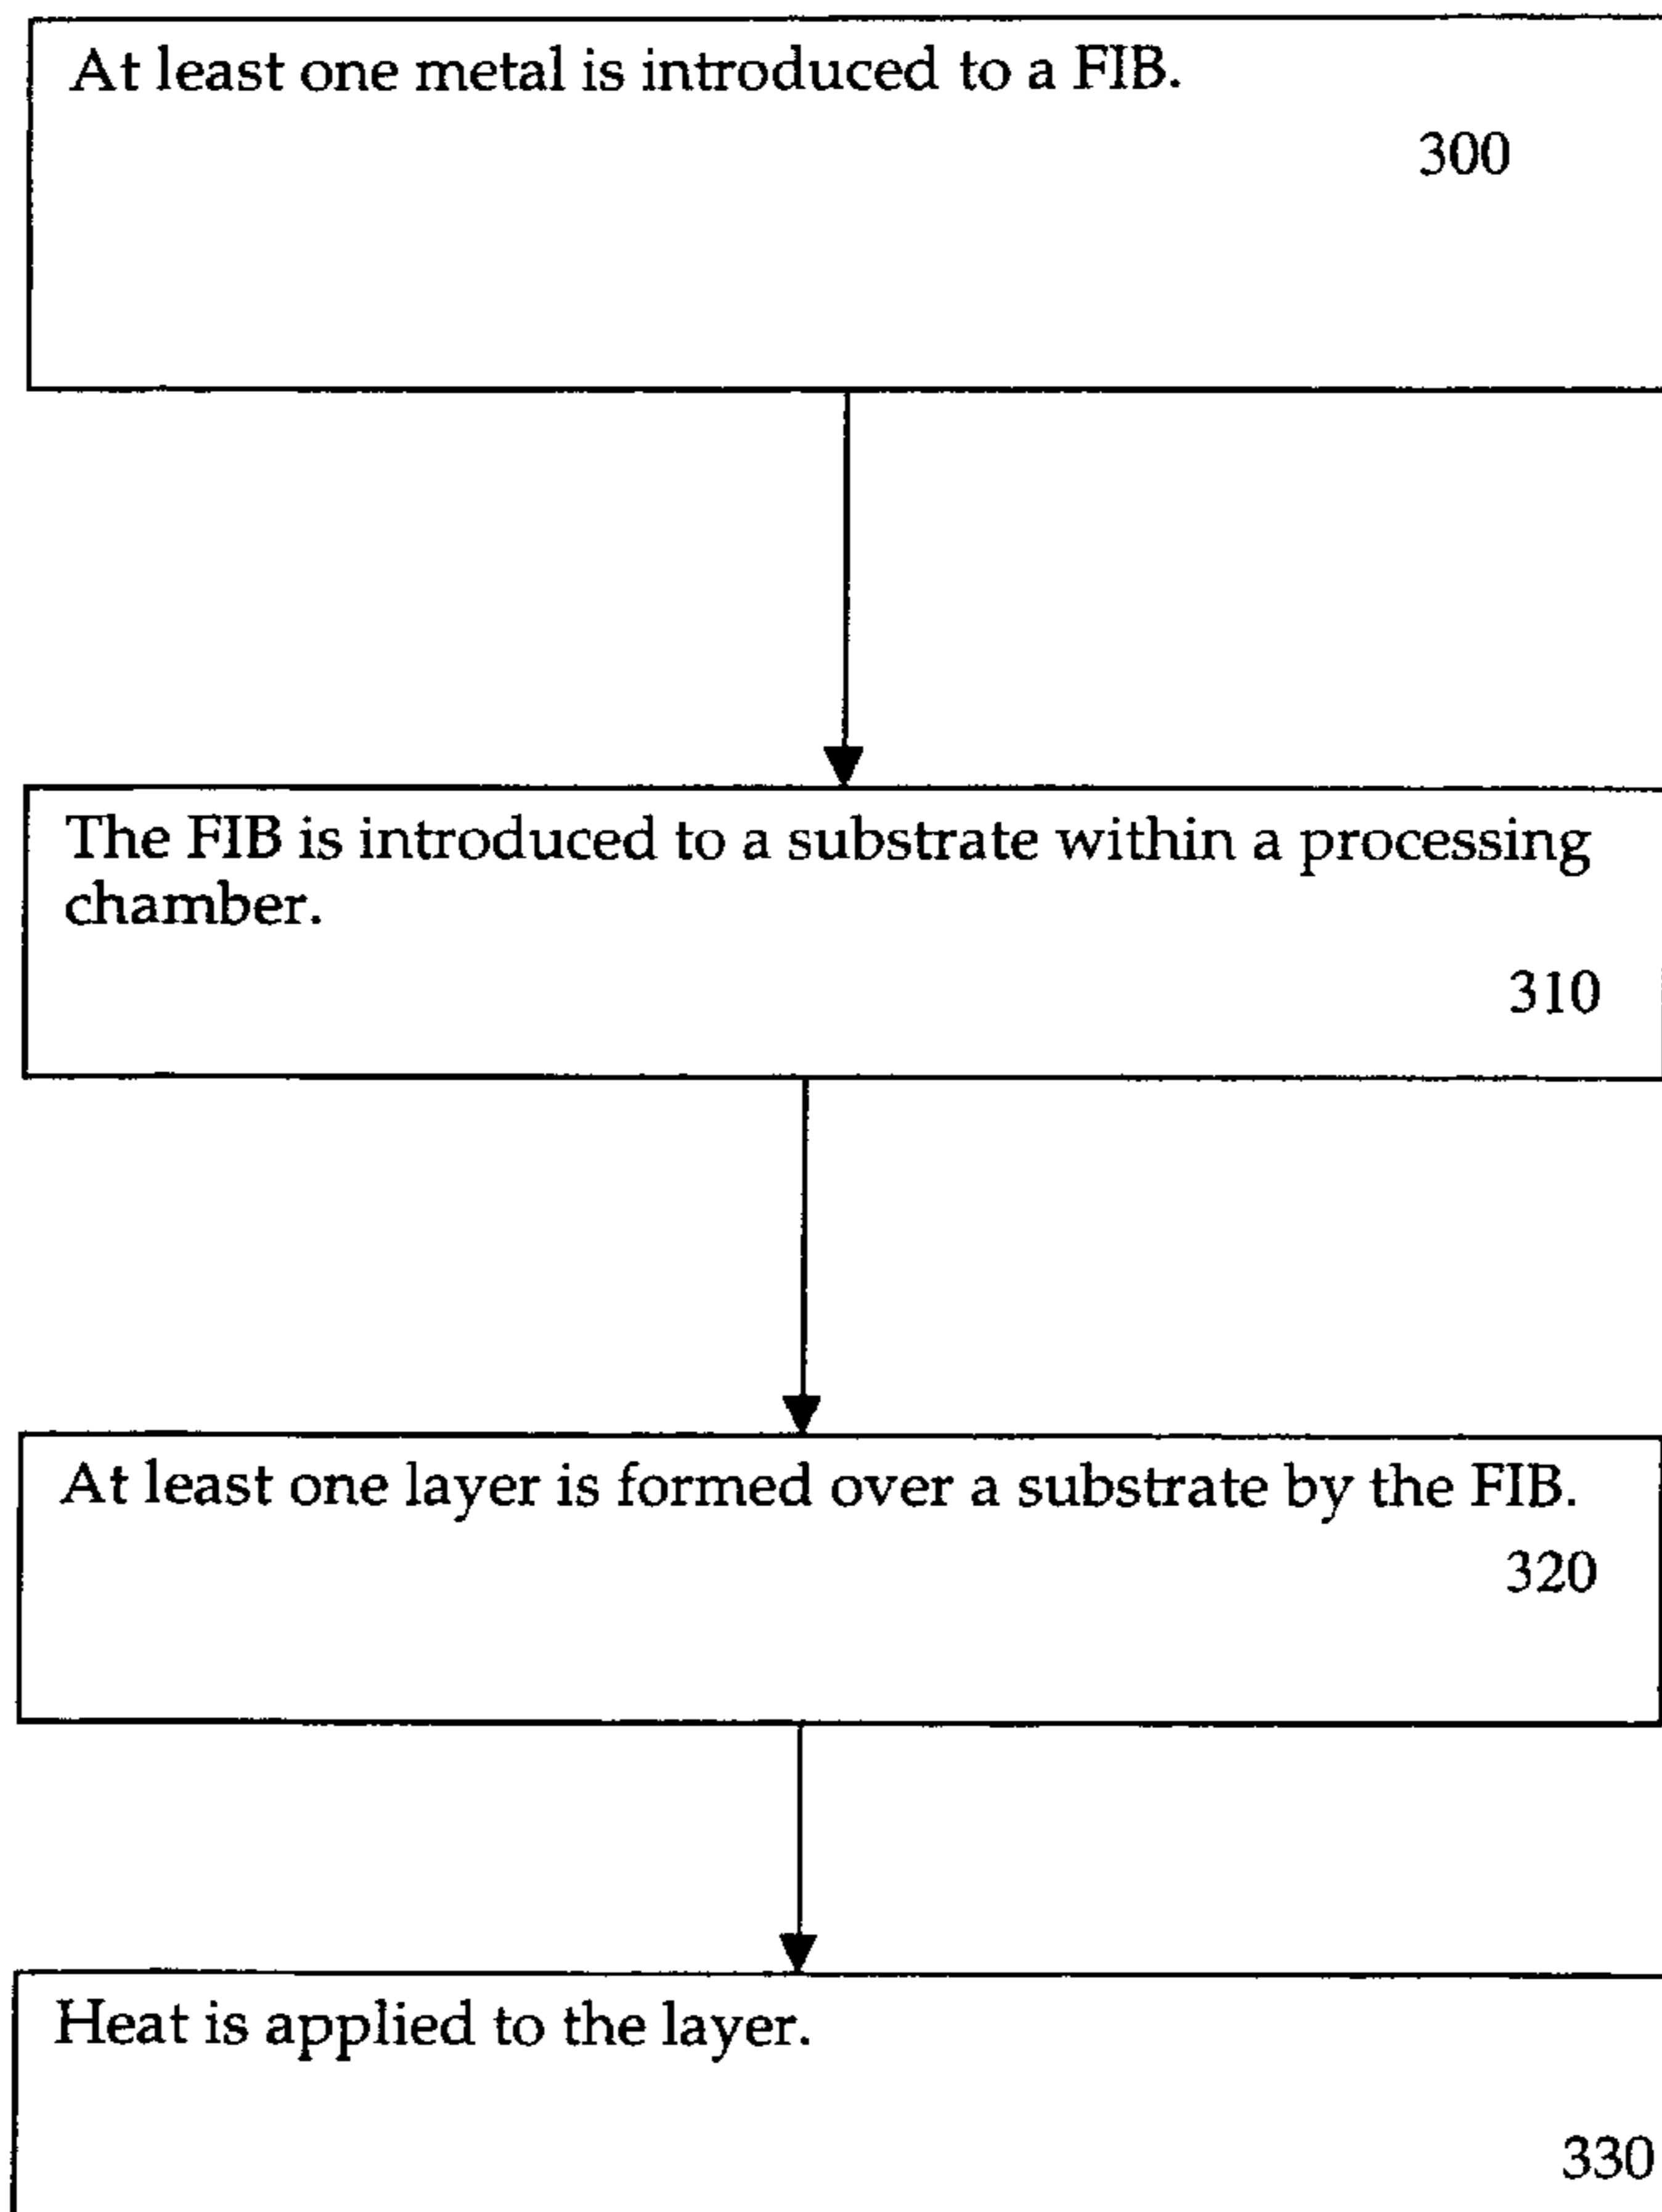 At least one metal is introduced to a FIB.
300
The FIB is introduced to a substrate within a processing
chamber.
310
At least one layer is formed over a substrate by the FIB.
320
Heat is applied to the layer.
330